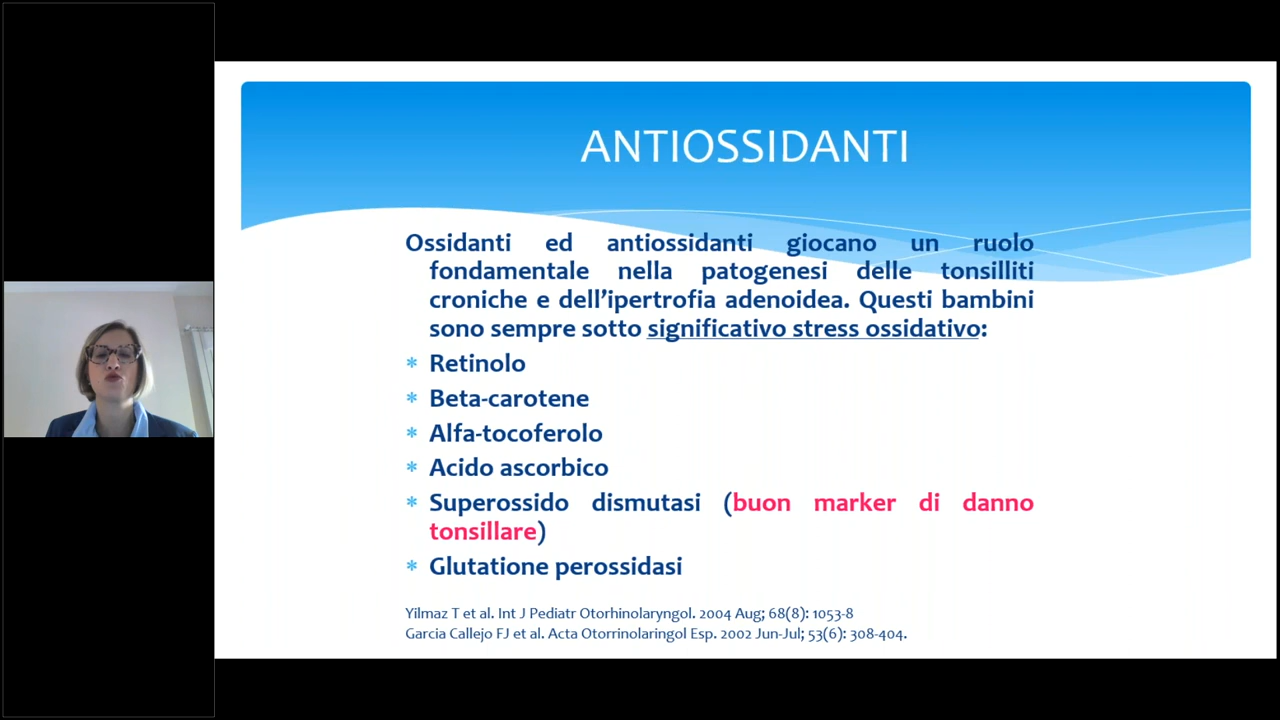 ANTIOSSIDANTI
Ossidanti ed antiossidanti giocano un ruolo
fondamentale nella patogenesi delle tonsilliti
croniche e dell’ipertrofia adenoidea. Questi bambini
sono sempre sotto significativo stress ossidativo:
* Retinolo
* Beta-carotene
* Alfa-tocoferolo
* Acido ascorbico
* Superossido dismutasi (buon marker di danno
tonsillare)
* Glutatione perossidasi
Yilmaz T et al. Int J Pediatr Otorhinolaryngol. 2004 Aug; 68(8): 1053-8
Garcia Callejo FJ et al. Acta Otorrinolaringol Esp. 2002 Jun-Jul; 53(6): 308-404.